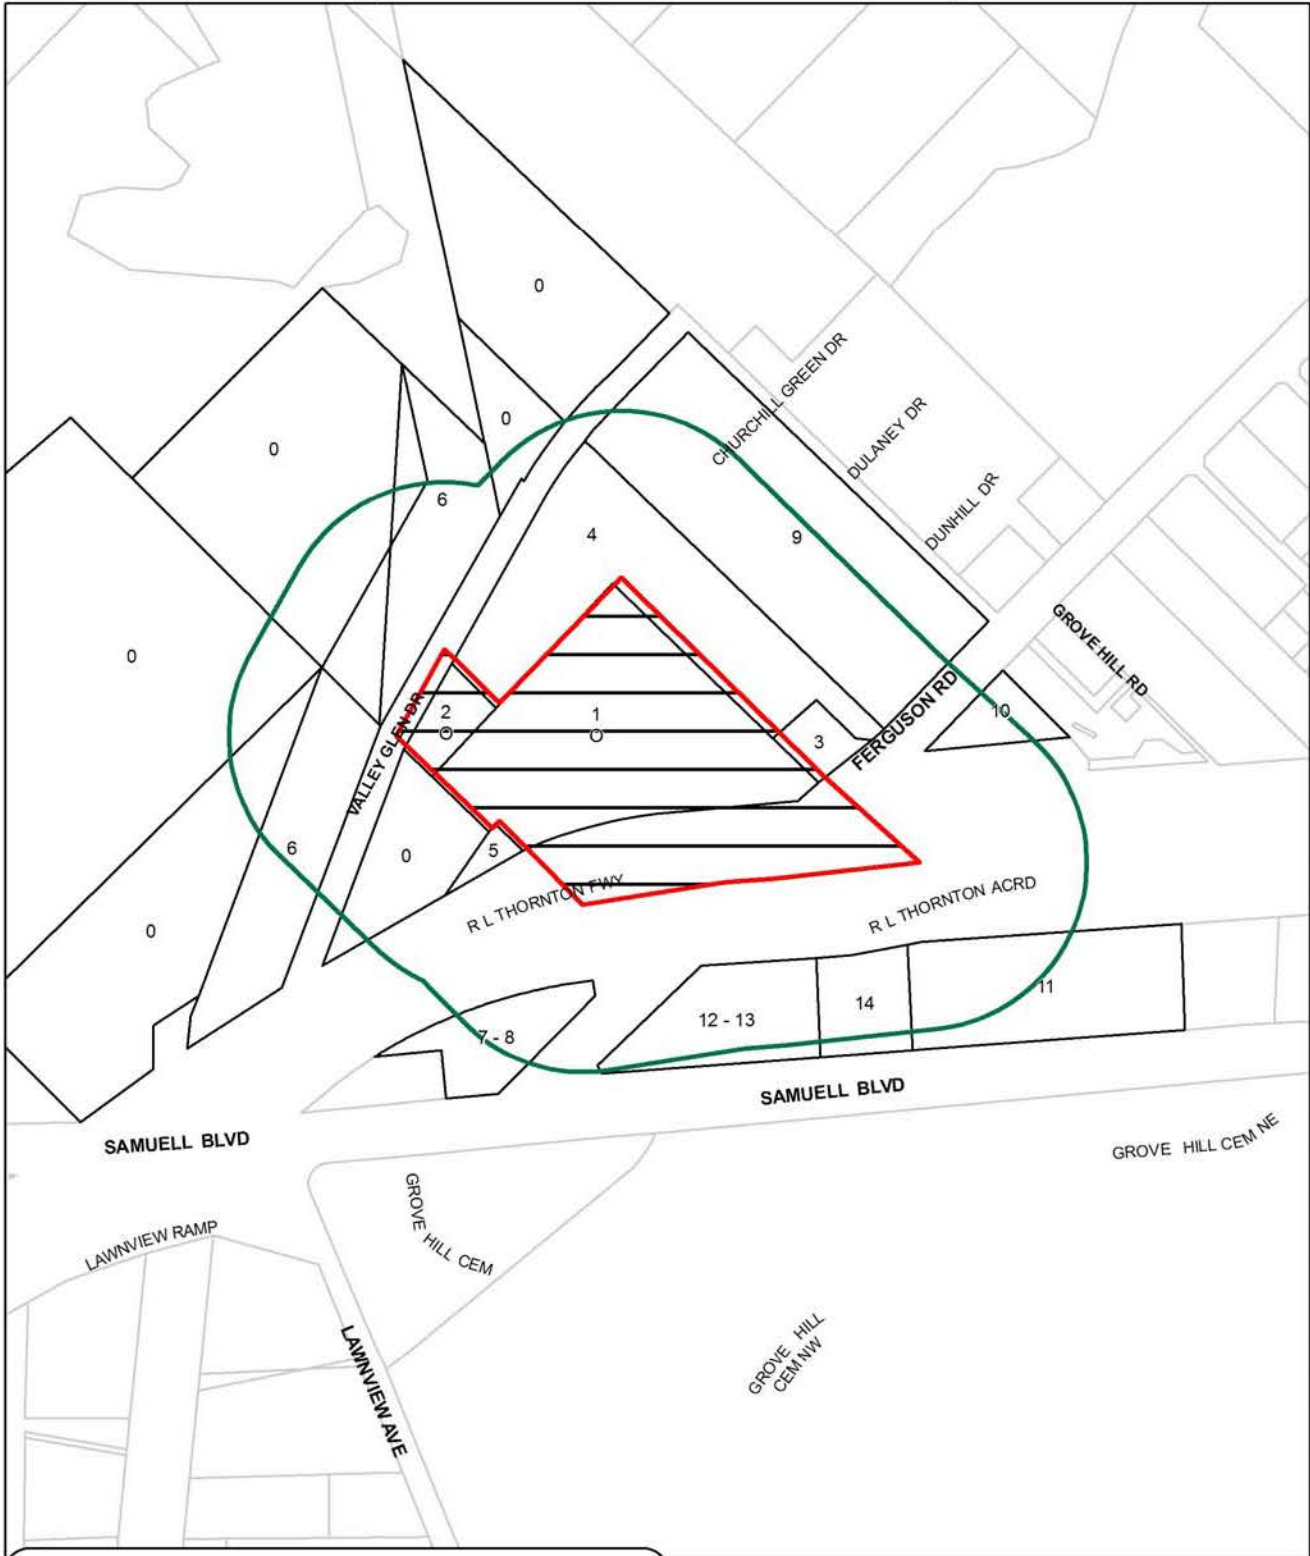 0
CHURCHILL GREEN DR
0
DULANEY DR
0
6
DUNHILL DR
4
9
GROVE HILL RD
0
FERGUSON RD
10
2
1
O
O
3
VALLEY GLEN DR
6
0
5
R L THORNTON FWY
R L THORNTON ACRD
0
11
14
12 - 13
7 - 8
SAMUELL BLVD
SAMUELL BLVD
GROVE HILL CEM NE
LAWNVIEW RAMP
GROVE HILL CEM
LAWNVIEW AVE
GROVE HILL
CEM NW